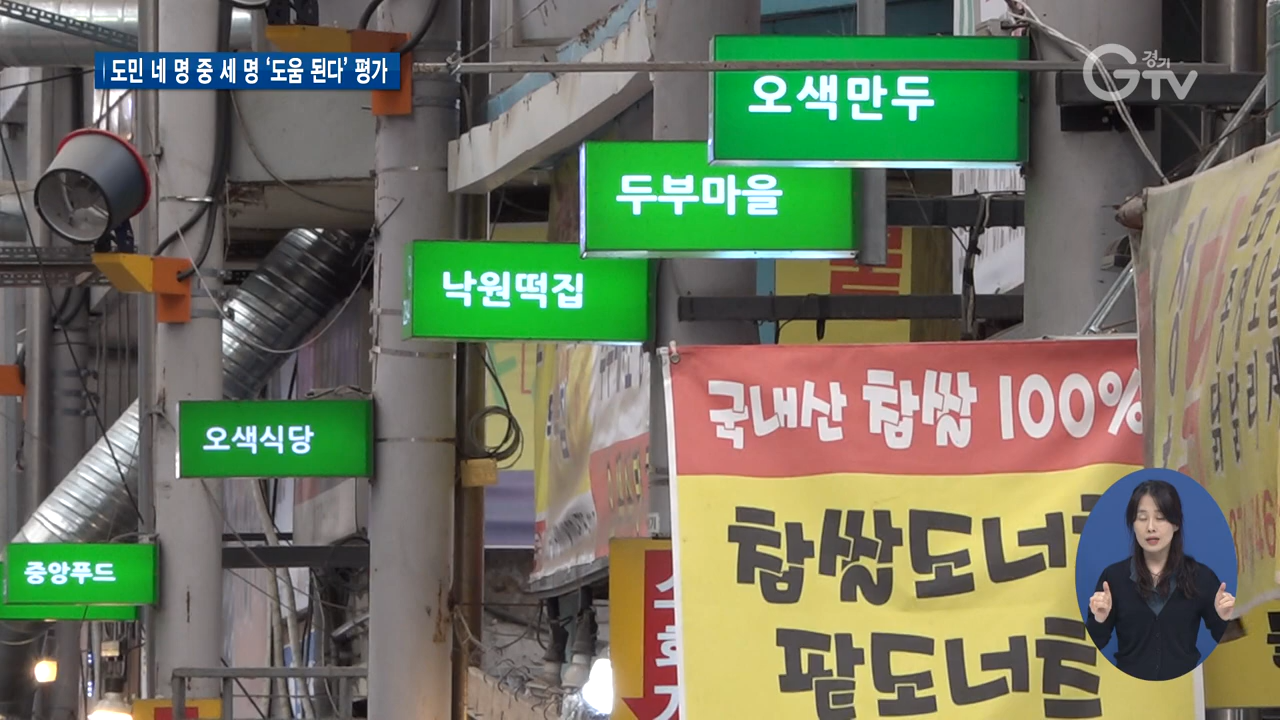 도민 네 명 중 세 명 ‘도움 된다’ 평가
경기
GTV
오색만두
두부마을
낙원떡집
오색식당
중앙푸드
국내산 찹쌀 100%
찹쌀도너츠
팥도너츠